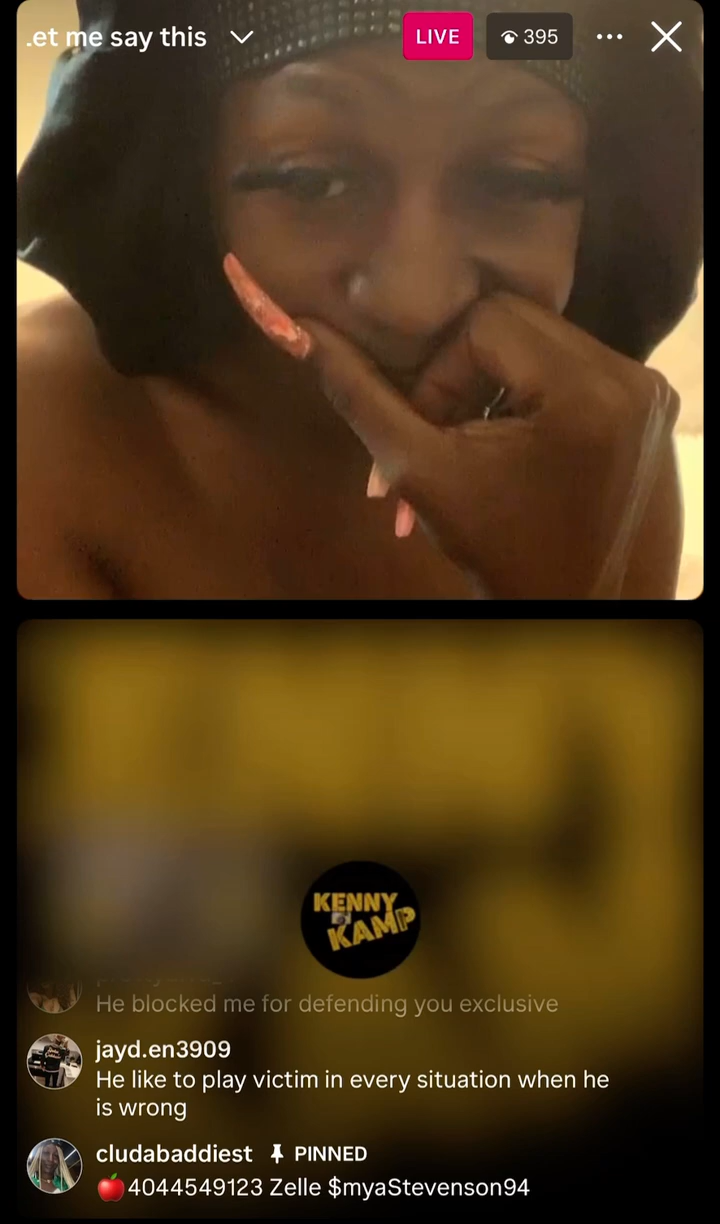 .et me say this
LIVE
395
KENNY
KAMP
He blocked me for defending you exclusive
jayd.en3909
He like to play victim in every situation when he
is wrong
cludabaddiest PINNED
🍎4044549123 Zelle $myaStevenson94